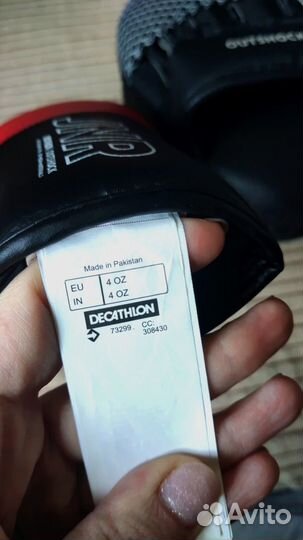 OUTSHOCK
JNR
Made in Pakistan
EU 4 OZ
IN 4 OZ
DECATHLON
73299 CC:
308430
Avito